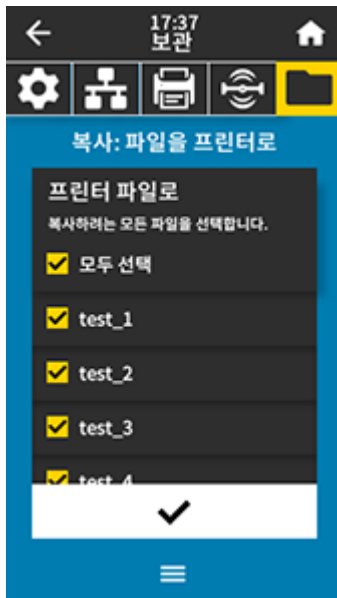 17:37
보관
복사: 파일을 프린터로
프린터 파일로
복사하려는 모든 파일을 선택합니다.
모두 선택
test_1
test_2
test_3
test_4